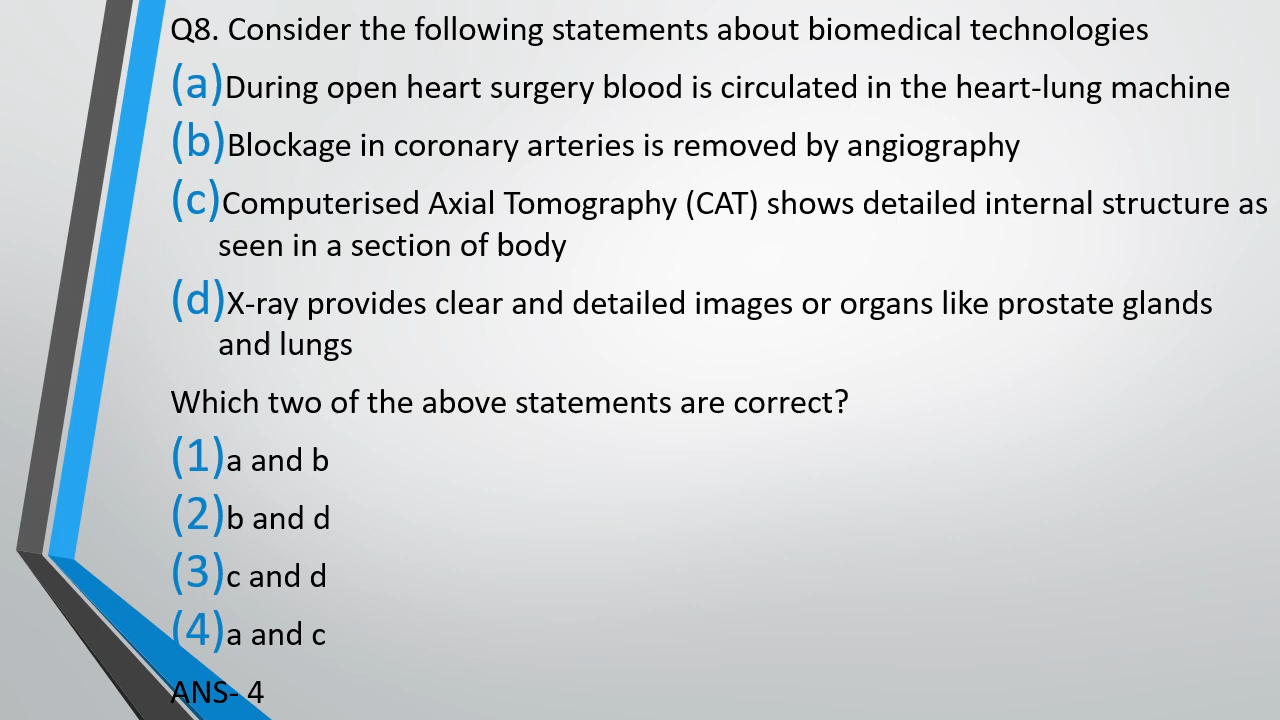 Q8. Consider the following statements about biomedical technologies
(a)During open heart surgery blood is circulated in the heart-lung machine
(b)Blockage in coronary arteries is removed by angiography
(c)Computerised Axial Tomography (CAT) shows detailed internal structure as
seen in a section of body
(d)X-ray provides clear and detailed images or organs like prostate glands
and lungs
Which two of the above statements are correct?
(1)a and b
(2)b and d
(3)c and d
(4)a and c
ANS- 4